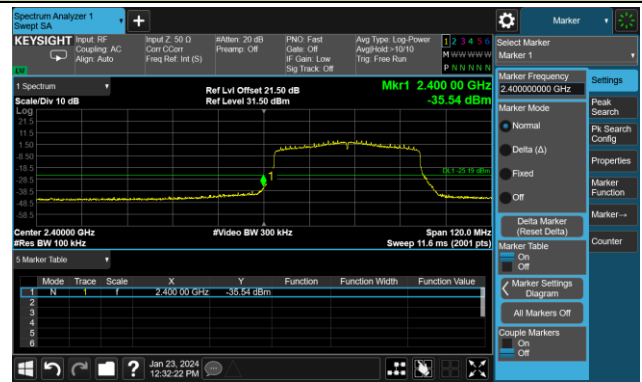 Spectrum Analyzer 1
Swept SA
Marker
KEYSIGHT
Input: RF
Coupling: AC
Align: Auto
Input Z: 50 Ω
Corr CCorr
Freq Ref: Int (S)
#Atten: 20 dB
Preamp: Off
PNO: Fast
Gate: Off
IF Gain: Low
Sig Track: Off
Avg Type: Log-Power
Avg|Hold:>10/10
Trig: Free Run
1 2 3 4 5 6
M W W W W W
P N N N N N
LW
Select Marker
Marker 1
1 Spectrum
Scale/Div 10 dB
Log
Ref Lvl Offset 21.50 dB
Ref Level 31.50 dBm
Mkr1 2.400 00 GHz
-35.54 dBm
21.5
11.5
1.50
-8.50
-18.5
-28.5
-38.5
-48.5
-58.5
1
DL1 -25.19 dBm
Center 2.40000 GHz
#Res BW 100 kHz
#Video BW 300 kHz
Span 120.0 MHz
Sweep 11.6 ms (2001 pts)
5 Marker Table
Mode Trace Scale X Y Function Function Width Function Value
1 N 1 f 2.400 00 GHz -35.54 dBm
2
3
4
5
6
Marker Frequency
2.400000000 GHz
Marker Mode
Normal
Delta (Δ)
Fixed
Off
Delta Marker
(Reset Delta)
Marker Table
On
Off
Marker Settings
Diagram
All Markers Off
Couple Markers
On
Off
Settings
Peak
Search
Pk Search
Config
Properties
Marker
Function
Marker→
Counter
Jan 23, 2024
12:32:22 PM